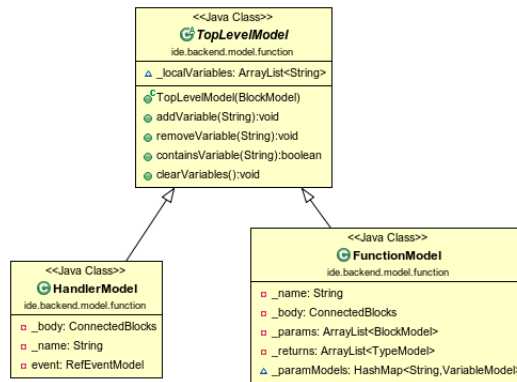 <<Java Class>>
TopLevelModel
ide.backend.model.function
_localVariables: ArrayList<String>
TopLevelModel(BlockModel)
addVariable(String):void
removeVariable(String):void
containsVariable(String):boolean
clearVariables():void
<<Java Class>>
HandlerModel
ide.backend.model.function
_body: ConnectedBlocks
_name: String
event: RefEventModel
<<Java Class>>
FunctionModel
ide.backend.model.function
_name: String
_body: ConnectedBlocks
_params: ArrayList<BlockModel>
_returns: ArrayList<TypeModel>
_paramModels: HashMap<String,VariableModel>